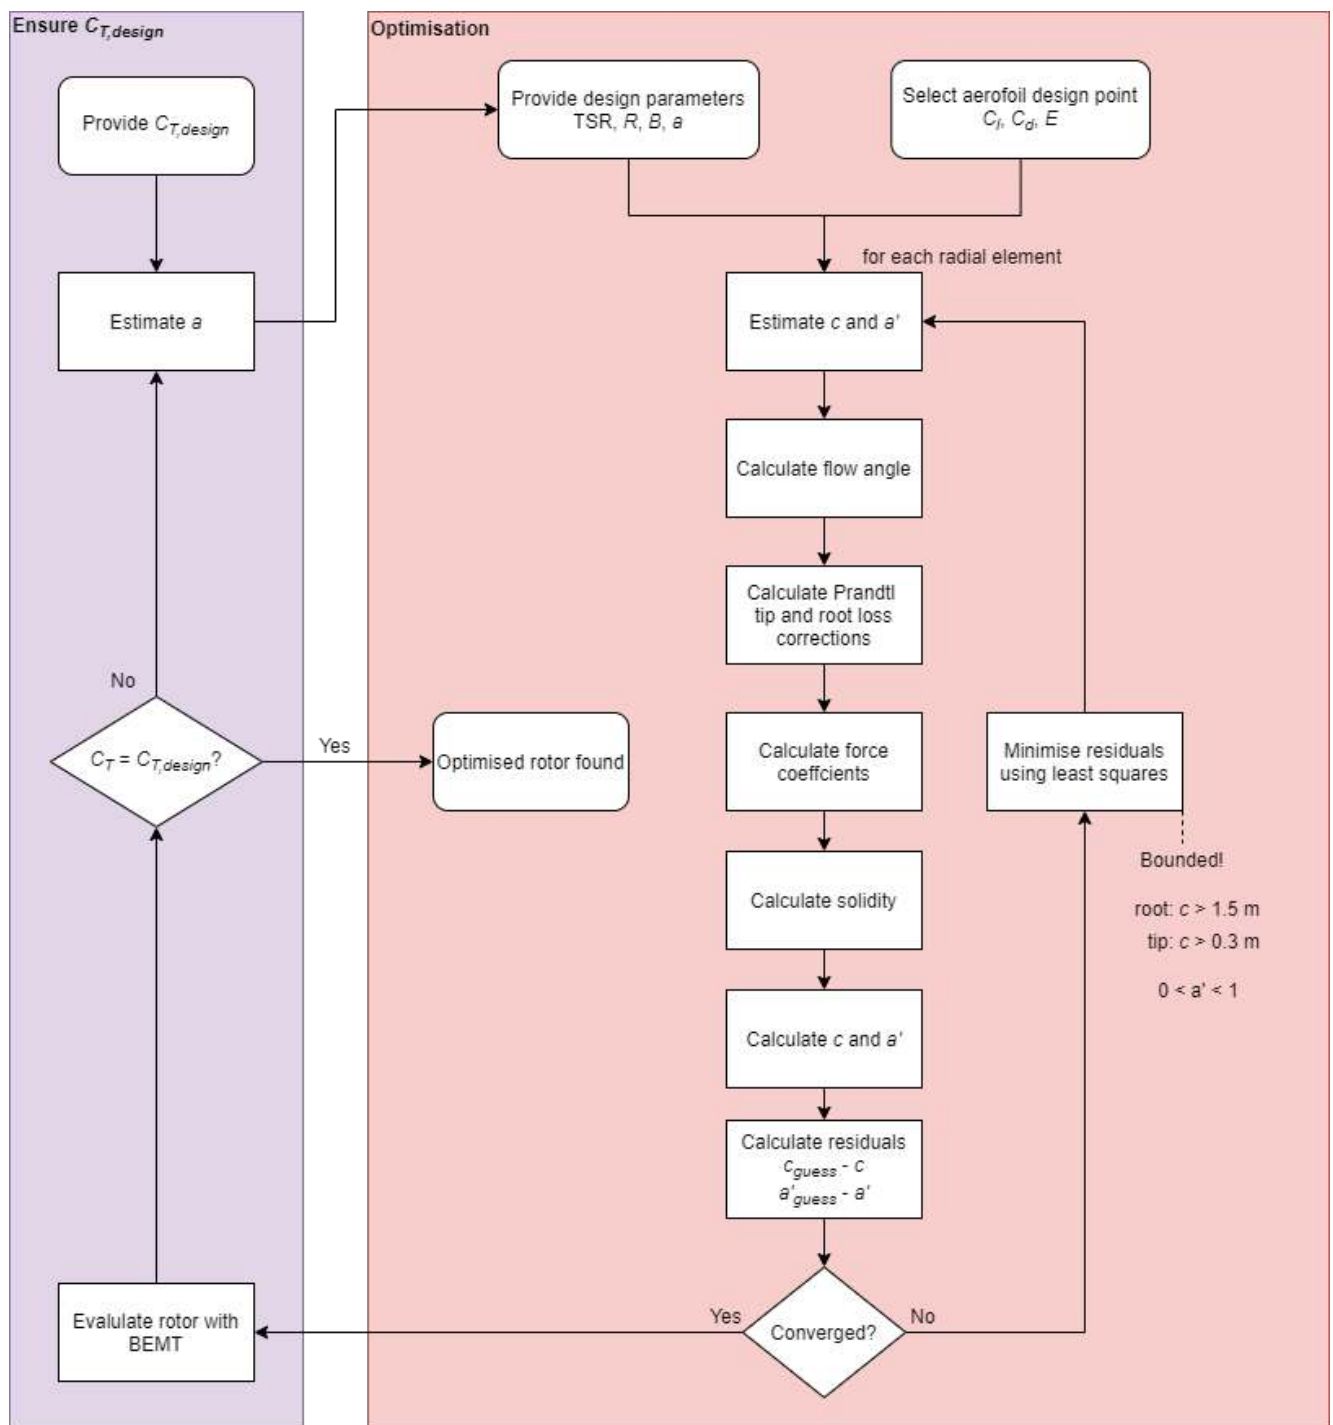 Ensure C_T,design
Optimisation
Provide C_T,design
Provide design parameters
TSR, R, B, a
Select aerofoil design point
C_l, C_d, E
for each radial element
Estimate a
Estimate c and a'
Calculate flow angle
Calculate Prandtl
tip and root loss
corrections
No
C_T = C_T,design?
Yes
Optimised rotor found
Calculate force
coeffcients
Minimise residuals
using least squares
Bounded!
root: c > 1.5 m
tip: c > 0.3 m
0 < a' < 1
Calculate solidity
Calculate c and a'
Calculate residuals
c_guess - c
a'_guess - a'
Evalulate rotor with
BEMT
Yes
Converged?
No